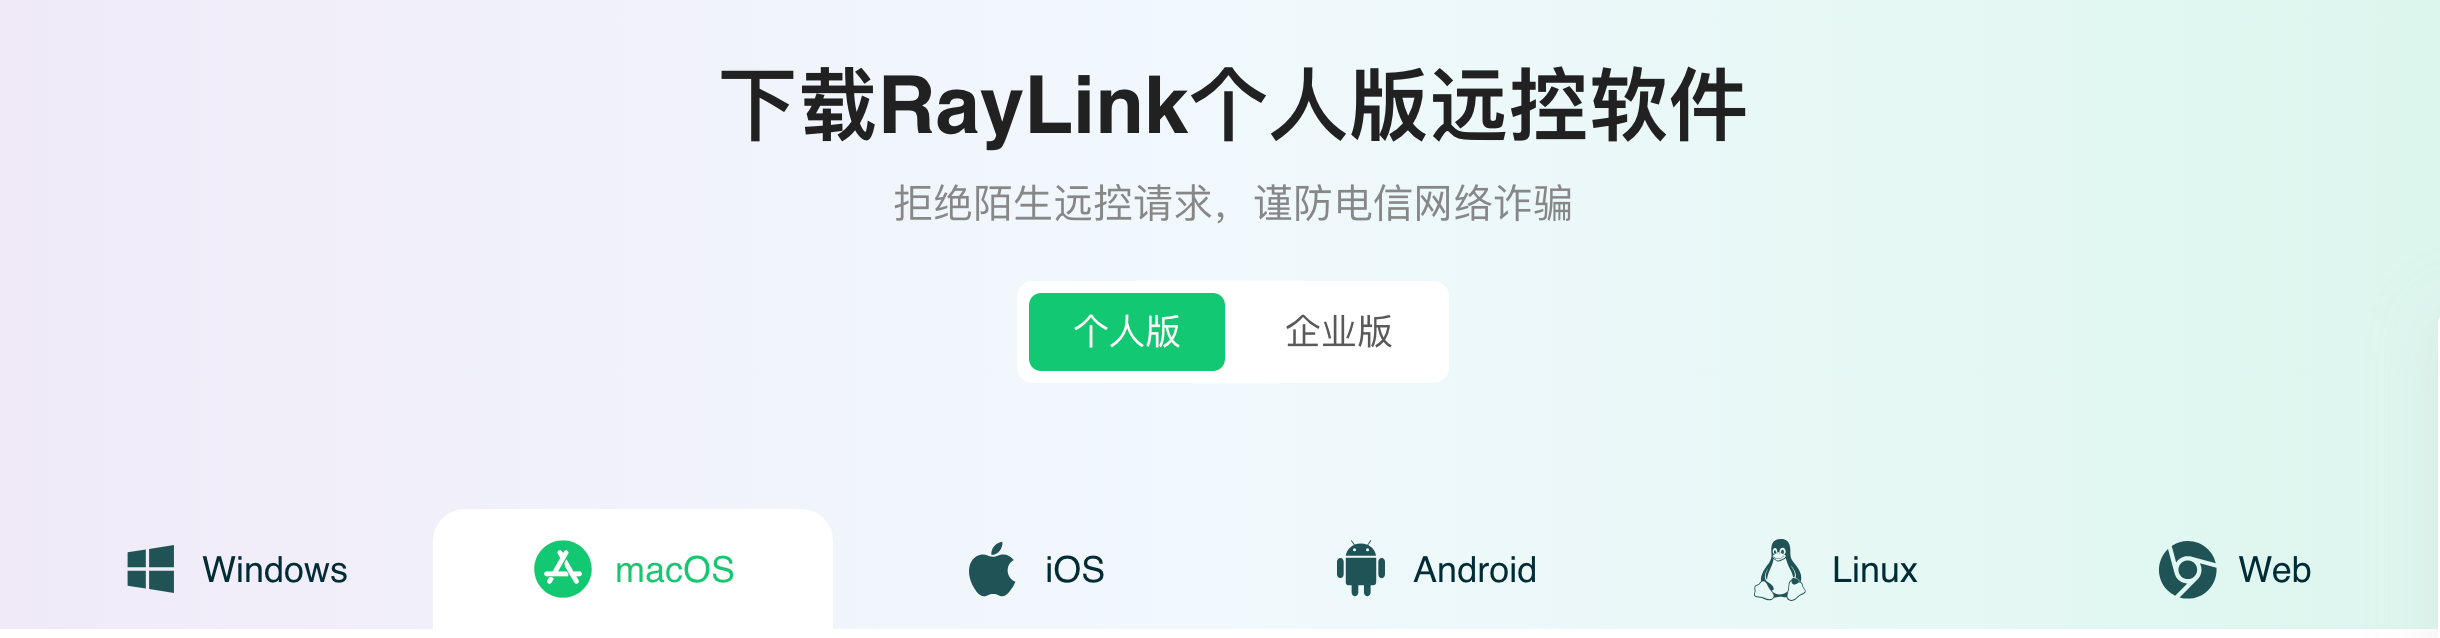 下载RayLink个人版远控软件
拒绝陌生远控请求，谨防电信网络诈骗
个人版 企业版
Windows macOS iOS Android Linux Web